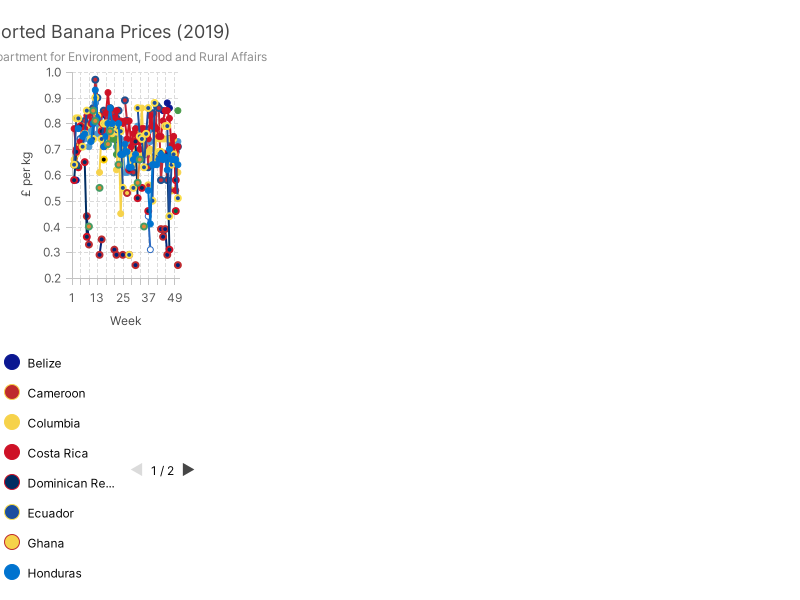 orted Banana Prices (2019)
partment for Environment, Food and Rural Affairs
1.0
0.9
0.8
0.7
0.6
0.5
0.4
0.3
0.2
£ per kg
1 13 25 37 49
Week
Belize
Cameroon
Columbia
Costa Rica
Dominican Re...
1 / 2
Ecuador
Ghana
Honduras